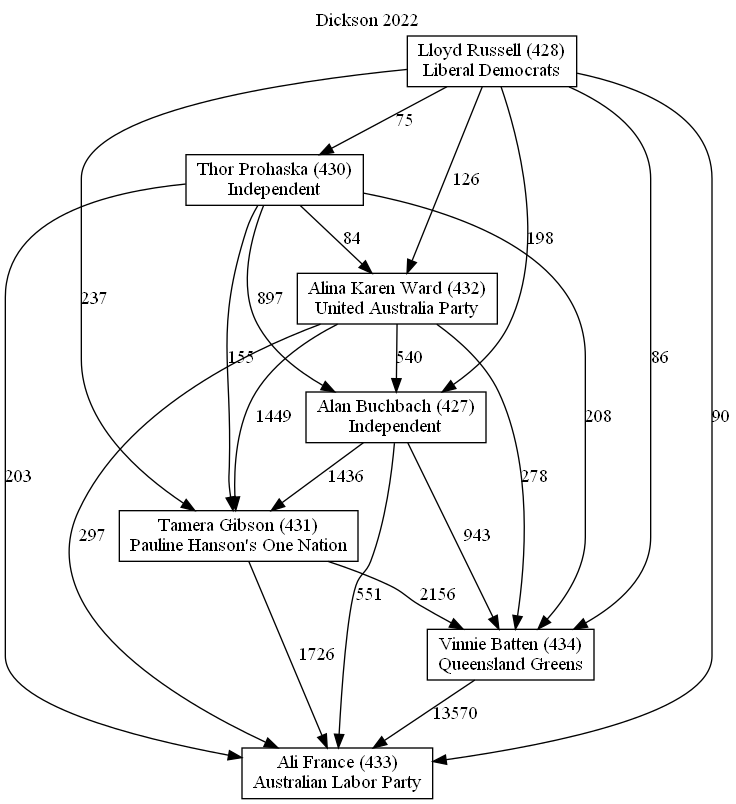 Dickson 2022
Lloyd Russell (428)
Liberal Democrats
75
Thor Prohaska (430)
Independent
126
84
198
Alina Karen Ward (432)
United Australia Party
237
897
155
540
86
Alan Buchbach (427)
Independent
1449
208
90
203
1436
278
Tamera Gibson (431)
Pauline Hanson's One Nation
297
943
551
2156
Vinnie Batten (434)
Queensland Greens
1726
13570
Ali France (433)
Australian Labor Party